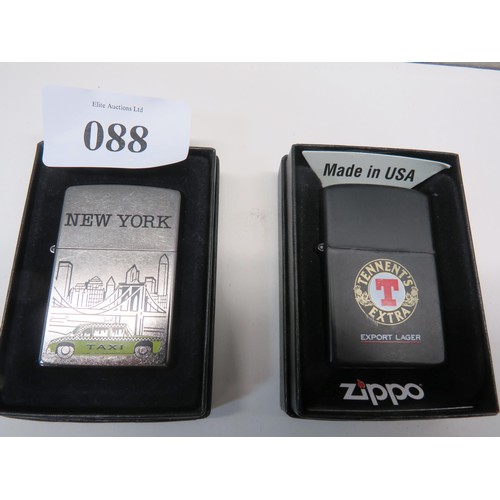 Elite Auctions Ltd
088
NEW YORK
TAXI
Made in USA
TENNENT'S
T
EXTRA
EXPORT LAGER
zippo